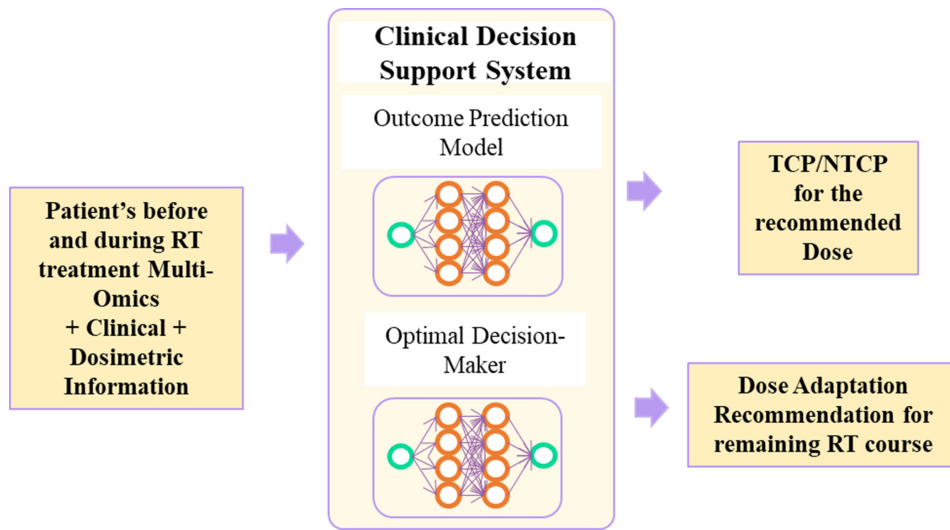 Patient’s before
and during RT
treatment Multi-
Omics
+ Clinical +
Dosimetric
Information
Clinical Decision
Support System
Outcome Prediction
Model
Optimal Decision-
Maker
TCP/NTCP
for the
recommended
Dose
Dose Adaptation
Recommendation for
remaining RT course